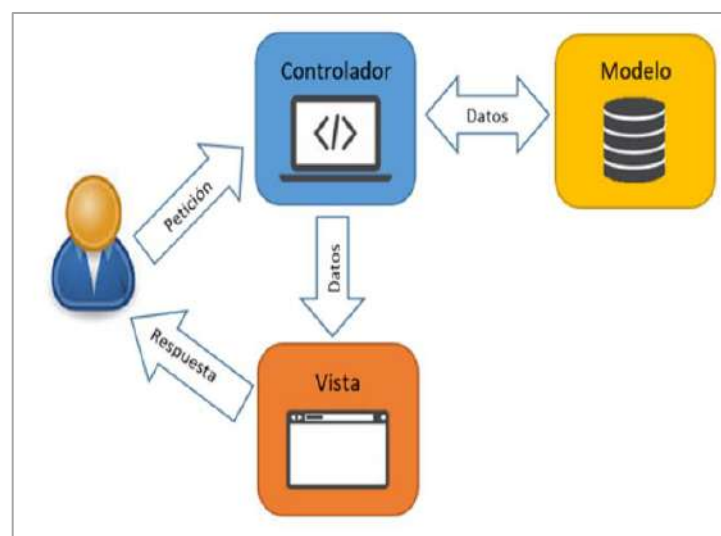 Controlador
Modelo
Datos
Petición
Datos
Respuesta
Vista